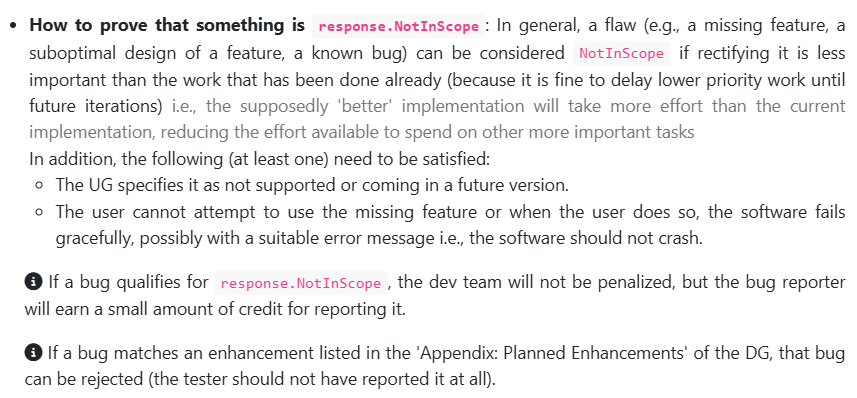 How to prove that something is response.NotInScope: In general, a flaw (e.g., a missing feature, a
suboptimal design of a feature, a known bug) can be considered NotInScope if rectifying it is less
important than the work that has been done already (because it is fine to delay lower priority work until
future iterations) i.e., the supposedly 'better' implementation will take more effort than the current
implementation, reducing the effort available to spend on other more important tasks
In addition, the following (at least one) need to be satisfied:
The UG specifies it as not supported or coming in a future version.
The user cannot attempt to use the missing feature or when the user does so, the software fails
gracefully, possibly with a suitable error message i.e., the software should not crash.
If a bug qualifies for response.NotInScope, the dev team will not be penalized, but the bug reporter
will earn a small amount of credit for reporting it.
If a bug matches an enhancement listed in the 'Appendix: Planned Enhancements' of the DG, that bug
can be rejected (the tester should not have reported it at all).